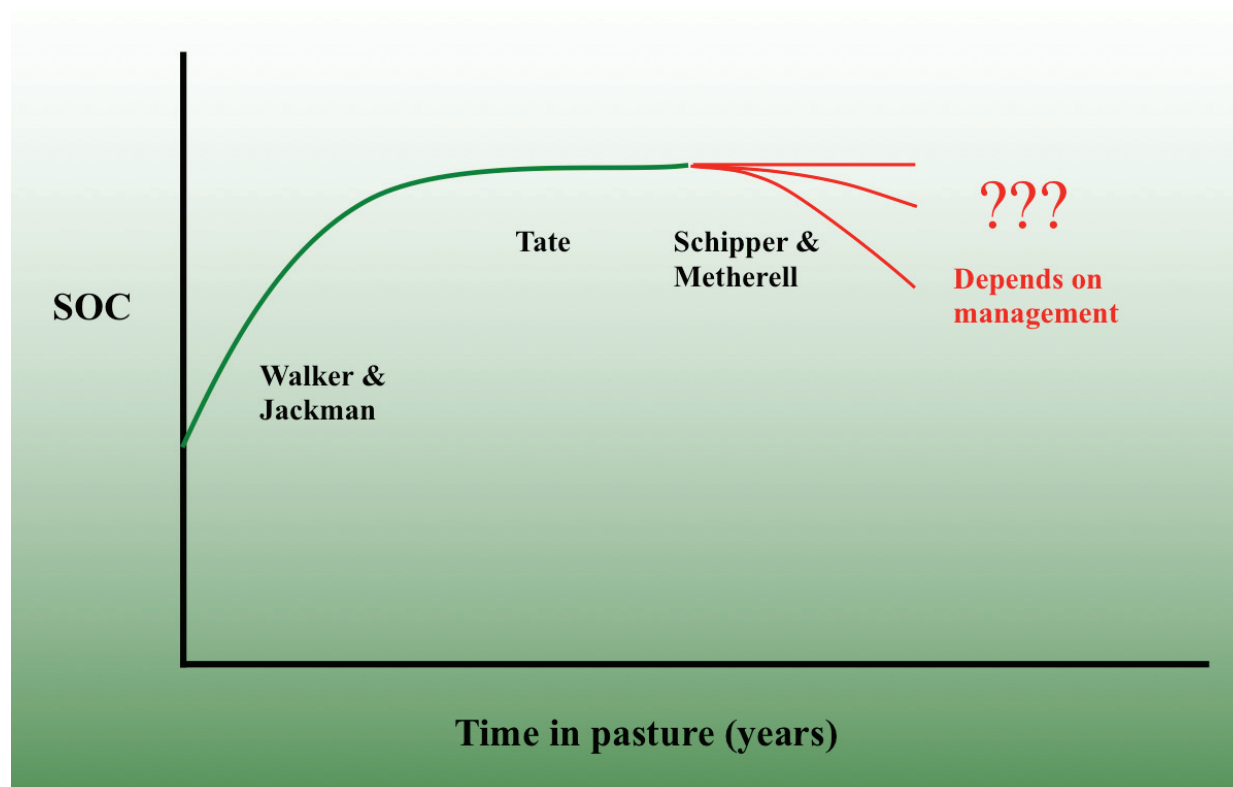 ???
Tate
Schipper &
Metherell
Depends on
management
SOC
Walker &
Jackman
Time in pasture (years)